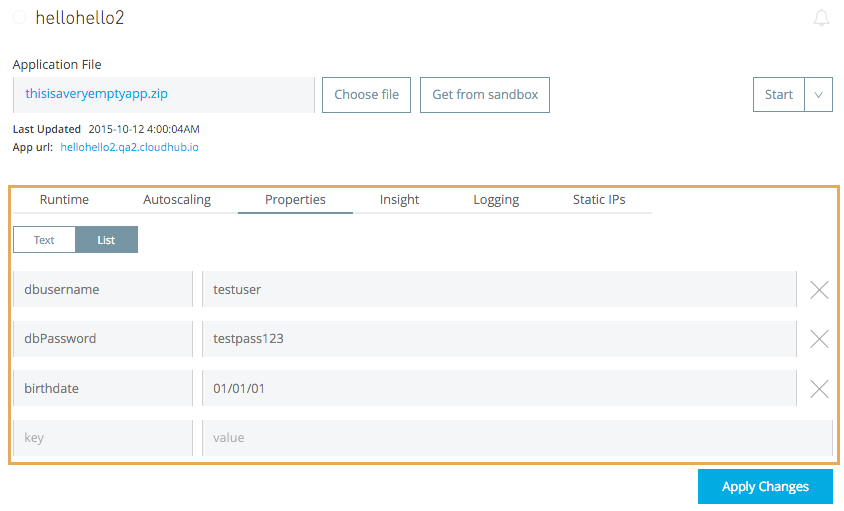 hellohello2
Application File
thisisaveryemptyapp.zip Choose file Get from sandbox Start
Last Updated 2015-10-12 4:00:04AM
App url: hellohello2.qa2.cloudhub.io
Runtime Autoscaling Properties Insight Logging Static IPs
Text List
dbusername testuser
dbPassword testpass123
birthdate 01/01/01
key value
Apply Changes